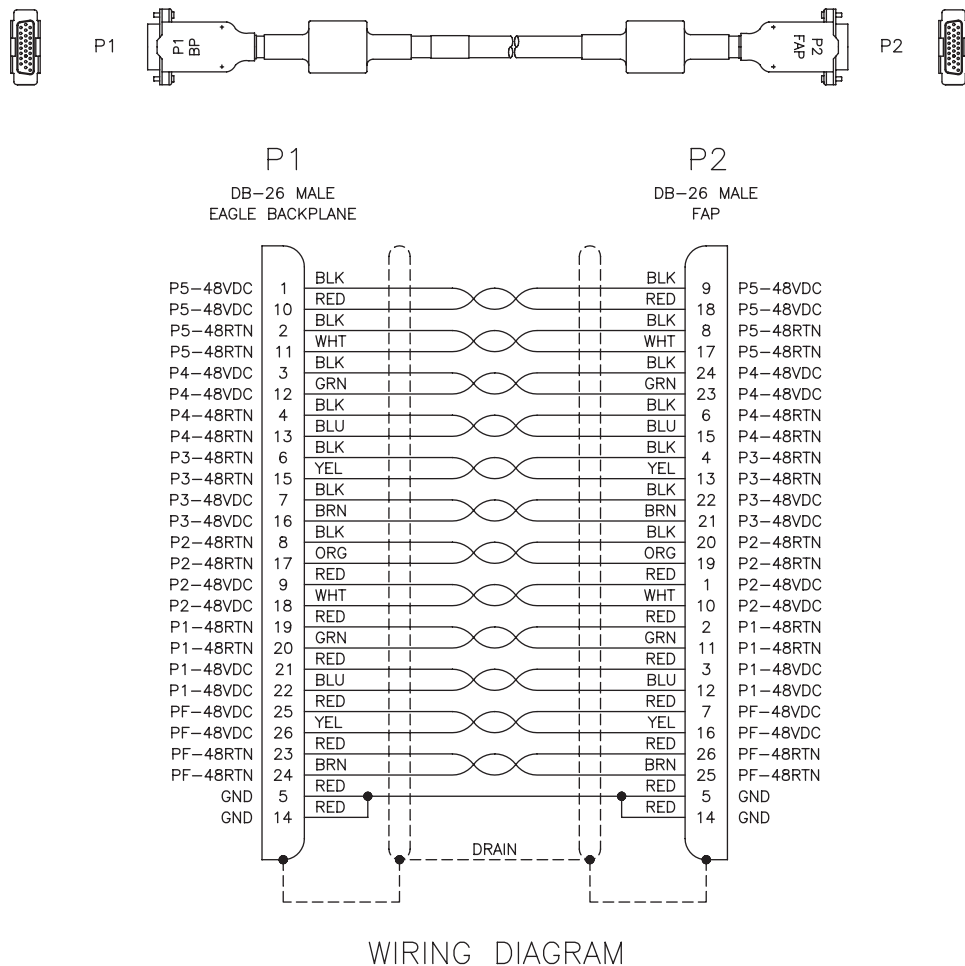 P1 P1 BP P2 FAP P2
P1 P2
DB-26 MALE DB-26 MALE
EAGLE BACKPLANE FAP
P5-48VDC 1 BLK BLK 9 P5-48VDC
P5-48VDC 10 RED RED 18 P5-48VDC
P5-48RTN 2 BLK BLK 8 P5-48RTN
P5-48RTN 11 WHT WHT 17 P5-48RTN
P4-48VDC 3 BLK BLK 24 P4-48VDC
P4-48VDC 12 GRN GRN 23 P4-48VDC
P4-48RTN 4 BLK BLK 6 P4-48RTN
P4-48RTN 13 BLU BLU 15 P4-48RTN
P3-48RTN 6 BLK BLK 4 P3-48RTN
P3-48RTN 15 YEL YEL 13 P3-48RTN
P3-48VDC 7 BLK BLK 22 P3-48VDC
P3-48VDC 16 BRN BRN 21 P3-48VDC
P2-48RTN 8 BLK BLK 20 P2-48RTN
P2-48RTN 17 ORG ORG 19 P2-48RTN
P2-48VDC 9 RED RED 1 P2-48VDC
P2-48VDC 18 WHT WHT 10 P2-48VDC
P1-48RTN 19 RED RED 2 P1-48RTN
P1-48RTN 20 GRN GRN 11 P1-48RTN
P1-48VDC 21 RED RED 3 P1-48VDC
P1-48VDC 22 BLU BLU 12 P1-48VDC
PF-48VDC 25 RED RED 7 PF-48VDC
PF-48VDC 26 YEL YEL 16 PF-48VDC
PF-48RTN 23 RED RED 26 PF-48RTN
PF-48RTN 24 BRN BRN 25 PF-48RTN
GND 5 RED RED 5 GND
GND 14 RED RED 14 GND
DRAIN
WIRING DIAGRAM